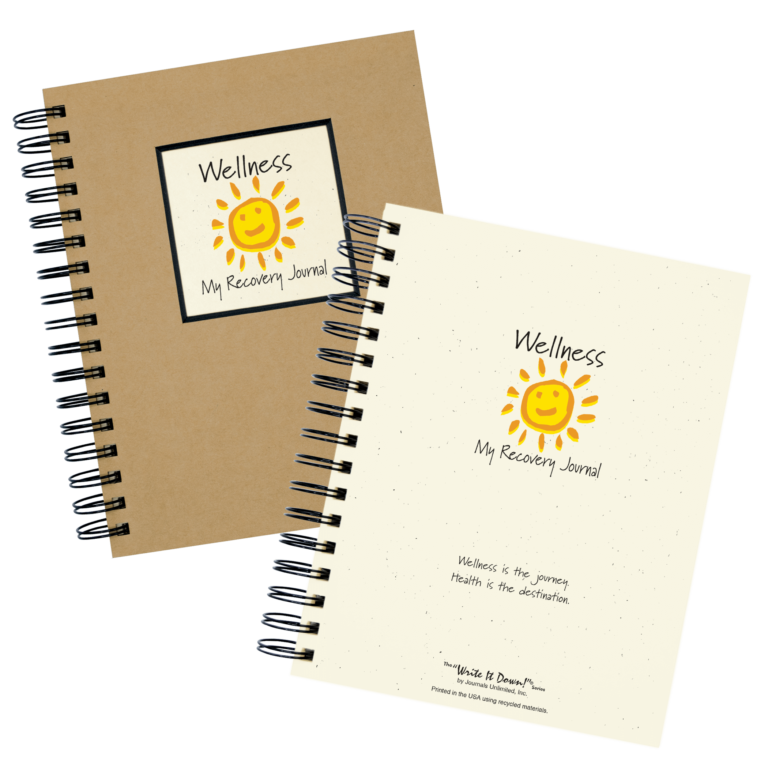 Wellness
My Recovery Journal
Wellness
My Recovery Journal
Wellness is the journey.
Health is the destination.
The "Write It Down!" Series
by Journals Unlimited, Inc.
Printed in the USA using recycled materials.